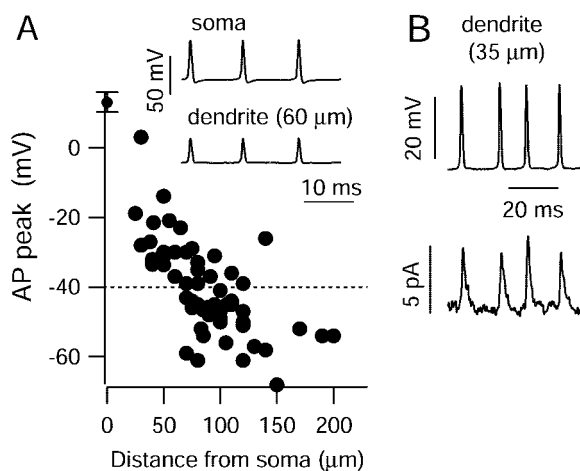 A
soma
50 mV
dendrite (60 μm)
10 ms
AP peak (mV)
0
-20
-40
-60
0 50 100 150 200
Distance from soma (μm)
B
dendrite
(35 μm)
20 mV
20 ms
5 pA